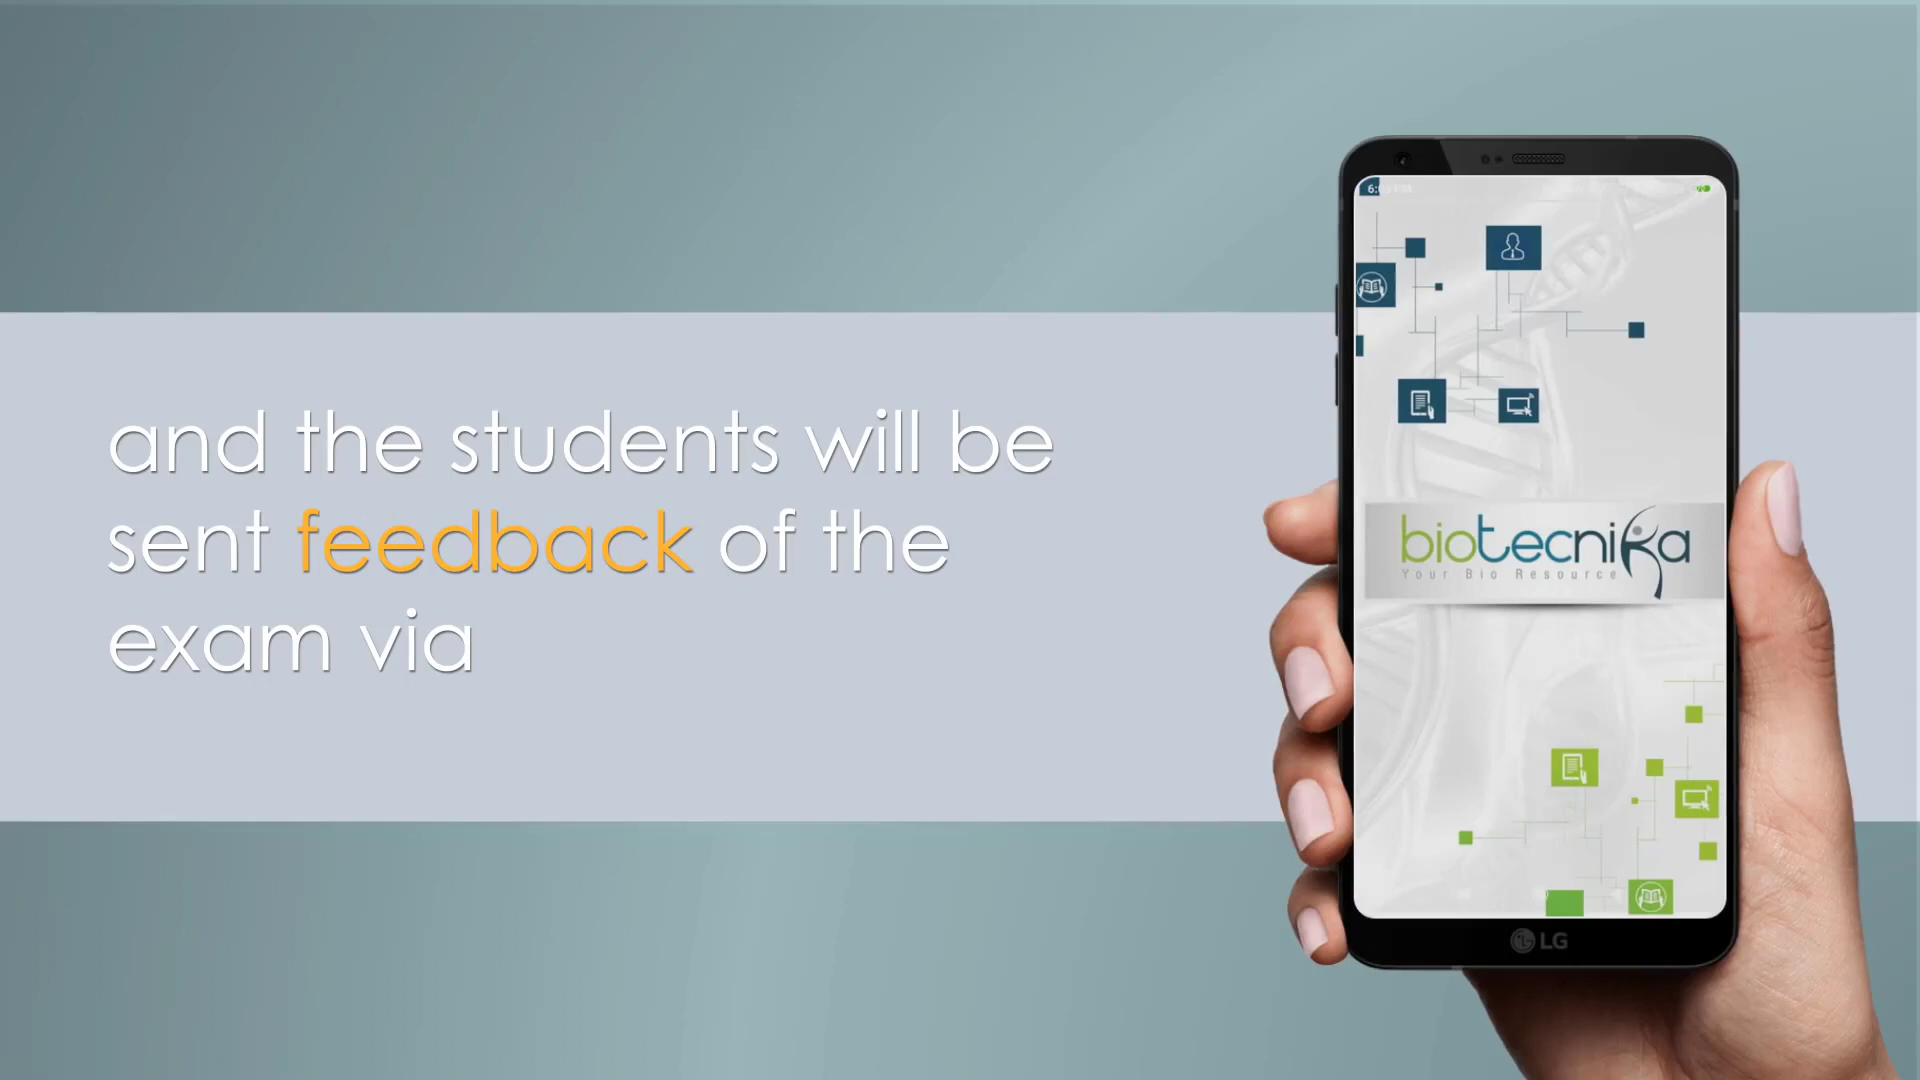 and the students will be
sent feedback of the
exam via
biotecnika
Your Bio Resource
LG